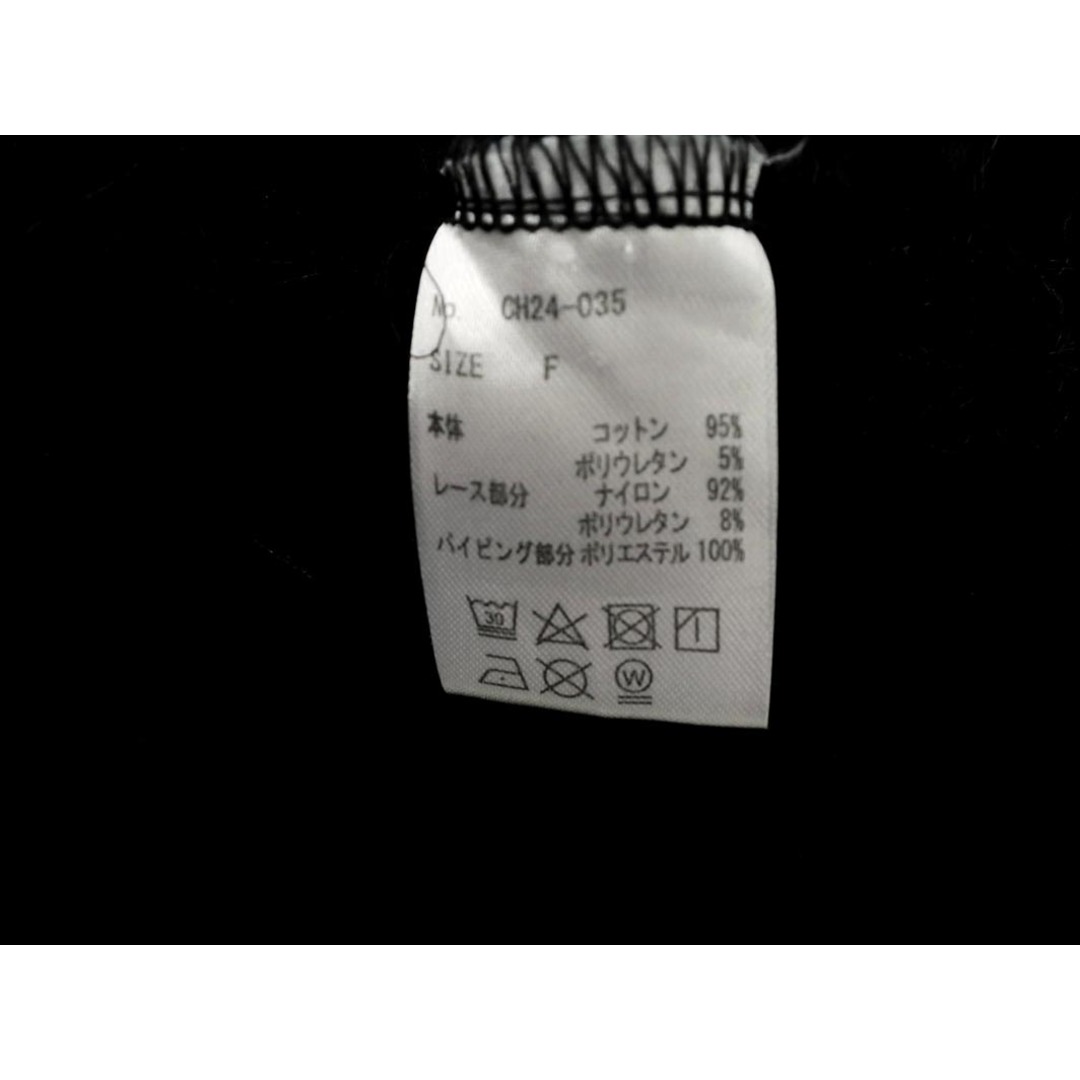 No. CH24-035
SIZE F
本体 コットン 95%
ポリウレタン 5%
レース部分 ナイロン 92%
ポリウレタン 8%
パイピング部分 ポリエステル 100%
30
W